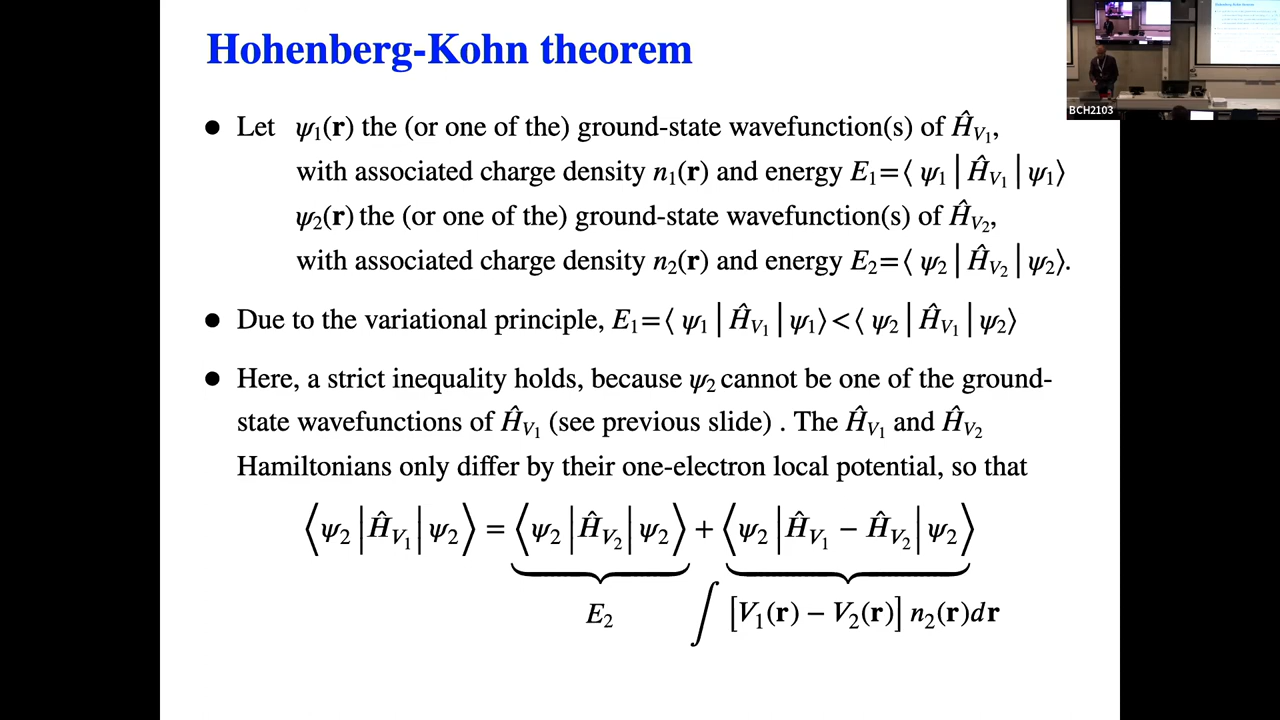 Hohenberg-Kohn theorem
BCH2103
● Let ψ₁(r) the (or one of the) ground-state wavefunction(s) of Ĥ_V₁,
with associated charge density n₁(r) and energy E₁=⟨ ψ₁ | Ĥ_V₁ | ψ₁⟩
ψ₂(r) the (or one of the) ground-state wavefunction(s) of Ĥ_V₂,
with associated charge density n₂(r) and energy E₂=⟨ ψ₂ | Ĥ_V₂ | ψ₂⟩.
● Due to the variational principle, E₁=⟨ ψ₁ | Ĥ_V₁ | ψ₁⟩ < ⟨ ψ₂ | Ĥ_V₁ | ψ₂⟩
● Here, a strict inequality holds, because ψ₂ cannot be one of the ground-
state wavefunctions of Ĥ_V₁ (see previous slide) . The Ĥ_V₁ and Ĥ_V₂
Hamiltonians only differ by their one-electron local potential, so that
⟨ψ₂ | Ĥ_V₁ | ψ₂⟩ = ⟨ψ₂ | Ĥ_V₂ | ψ₂⟩ + ⟨ψ₂ | Ĥ_V₁ − Ĥ_V₂ | ψ₂⟩
E₂ ∫ [V₁(r) − V₂(r)] n₂(r)dr